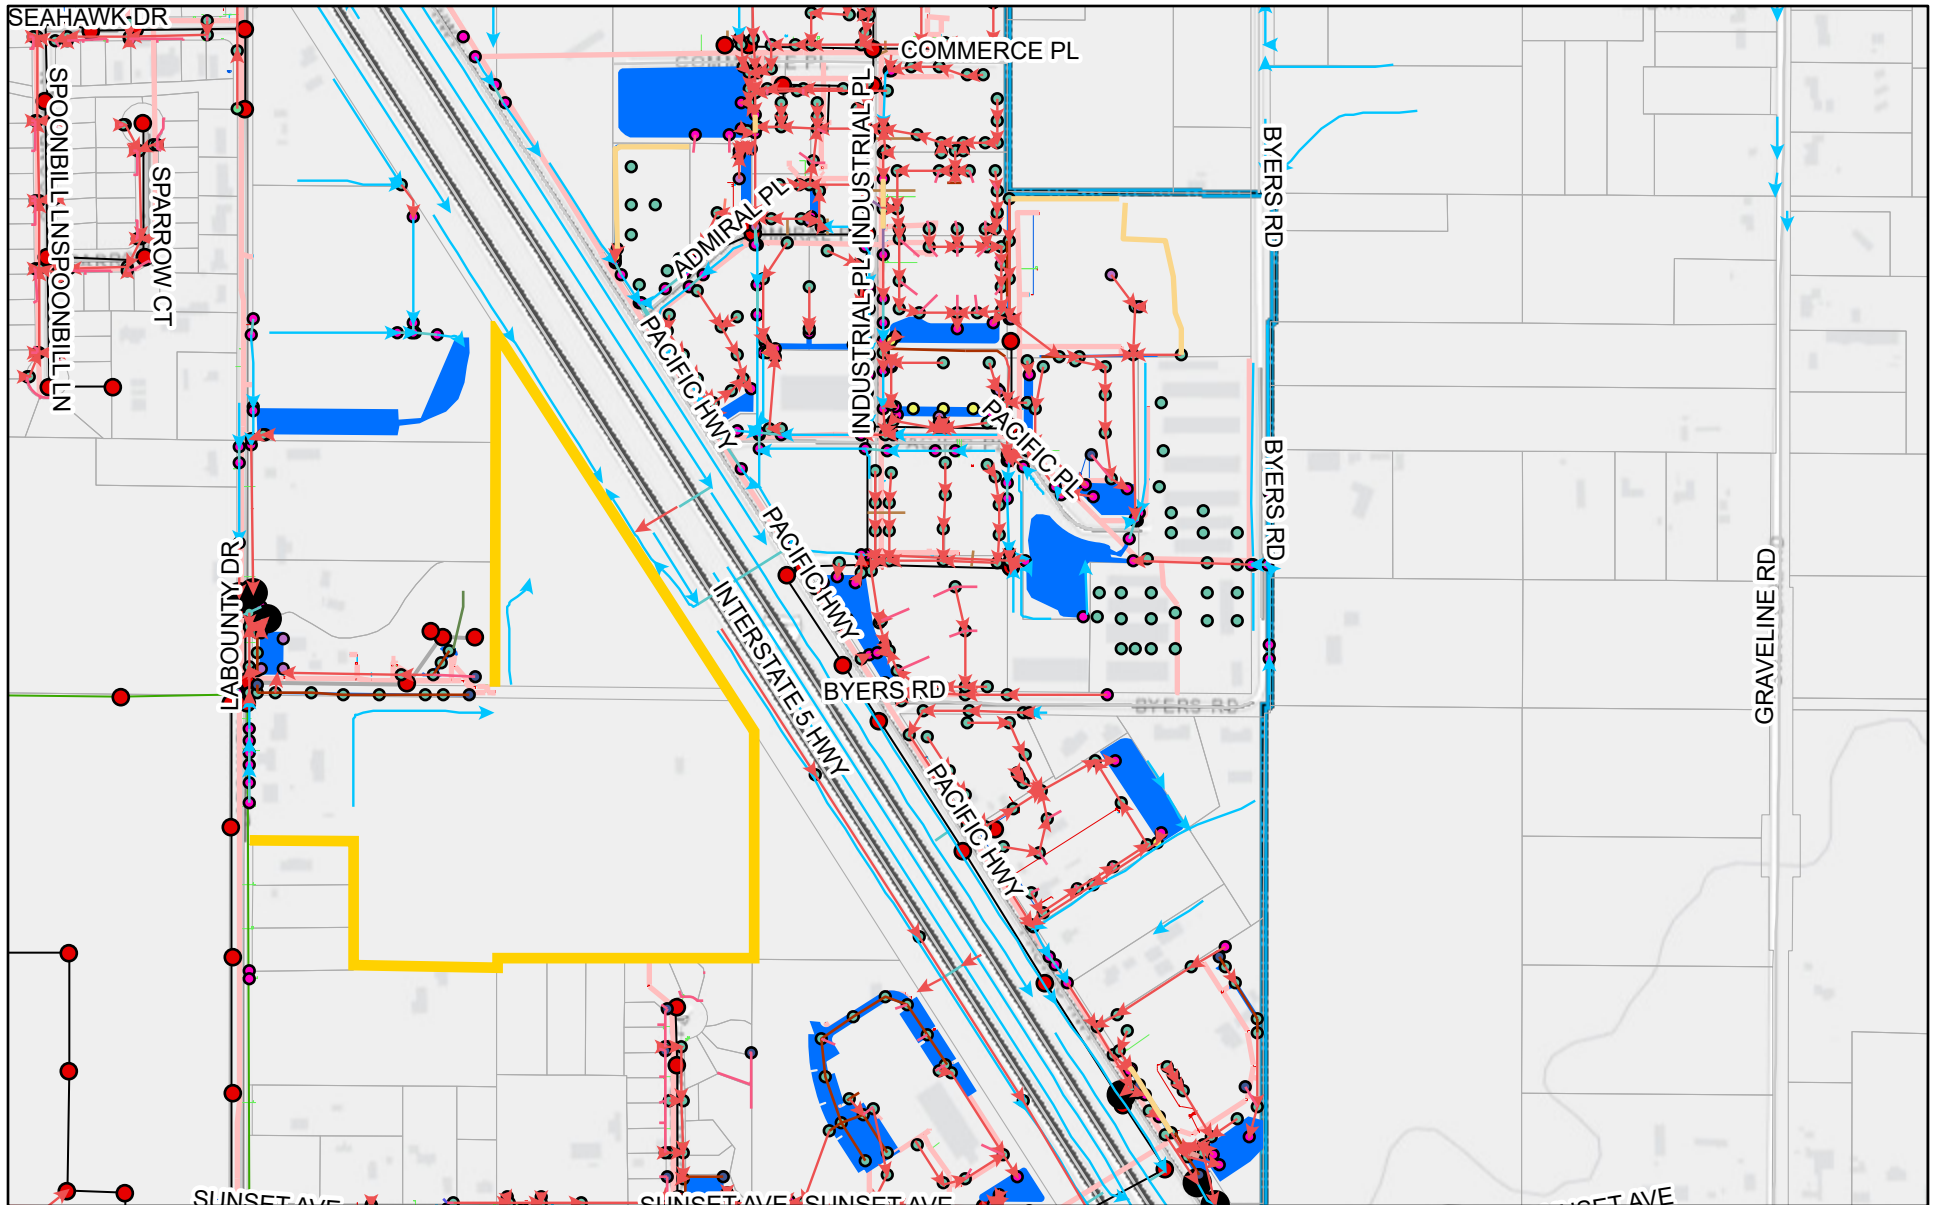 SEAHAWK DR
COMMERCE PL
COMMERCE PL
SPOONBILL LN
SPOONBILL LN
SPARROW CT
INDUSTRIAL PL
INDUSTRIAL PL
ADMIRAL PL
BYERS RD
PACIFIC HWY
PACIFIC PL
BYERS RD
PACIFIC HWY
LABOUNTY DR
INTERSTATE 5 HWY
GRAVELINE RD
BYERS RD
BYERS RD
PACIFIC HWY
SUNSET AVE
SUNSET AVE
SUNSET AVE